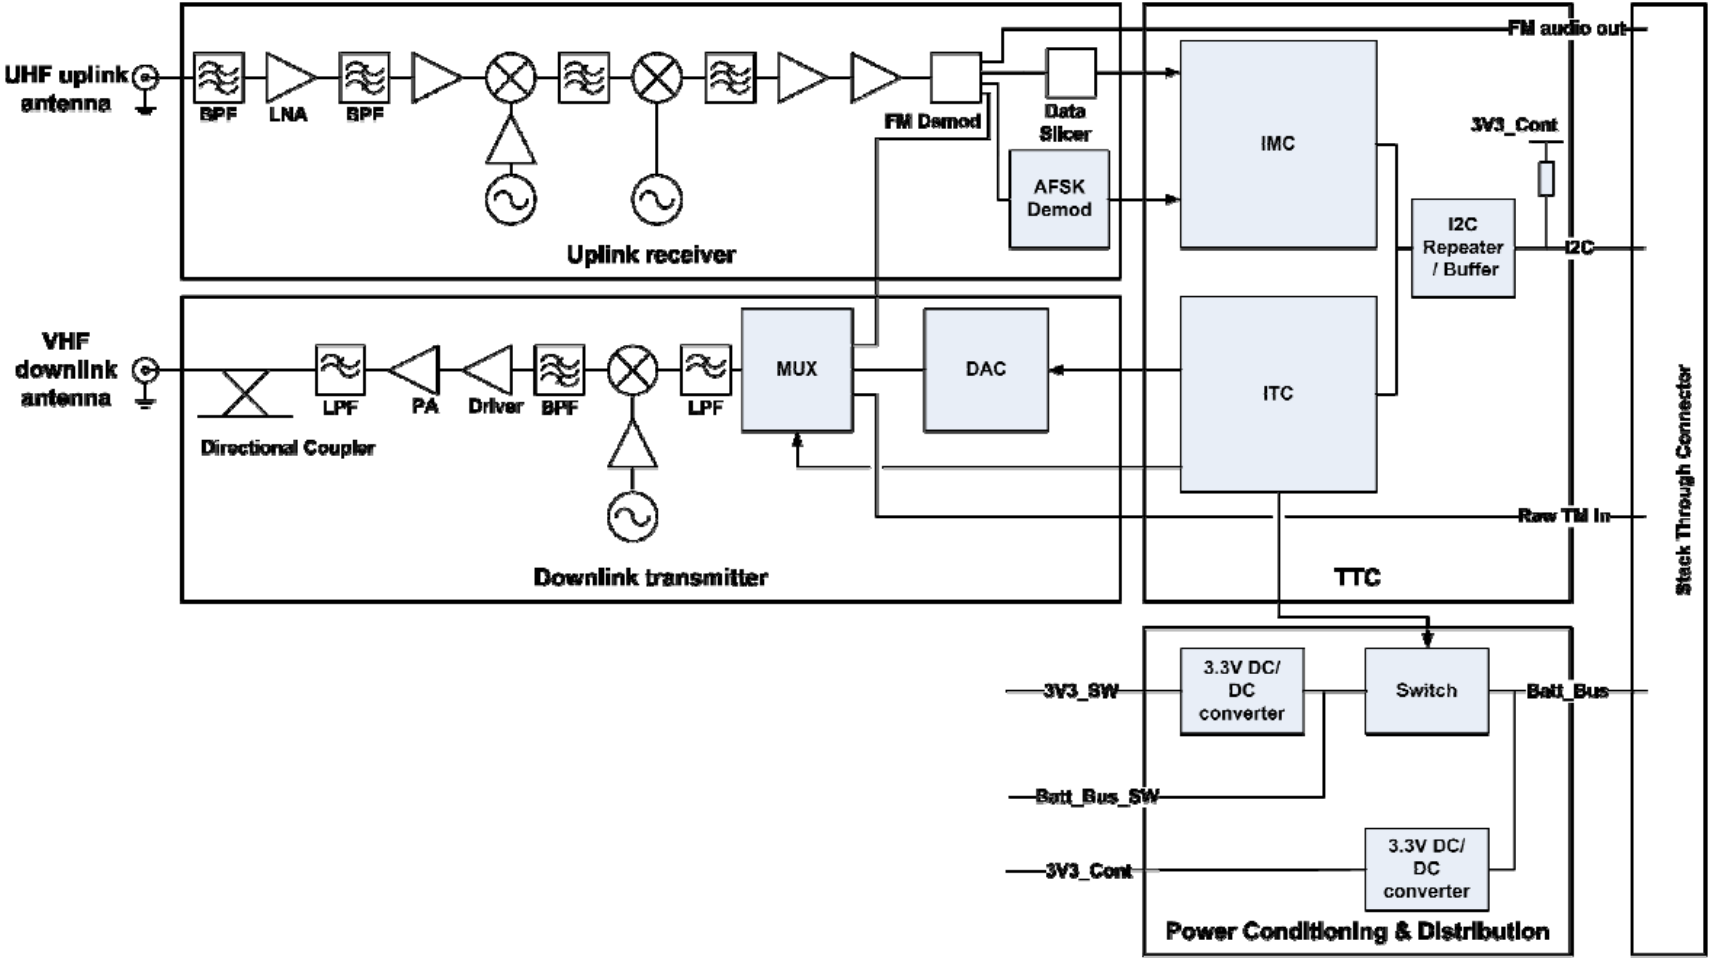 UHF uplink
antenna
BPF
LNA
BPF
FM Demod
Data
Slicer
AFSK
Demod
Uplink receiver
FM audio out
IMC
3V3_Cont
I2C
Repeater
/ Buffer
I2C
VHF
downlink
antenna
Directional Coupler
LPF
PA
Driver
BPF
LPF
MUX
DAC
ITC
Raw TM In
Downlink transmitter
TTC
Stack Through Connector
3V3_SW
3.3V DC/
DC
converter
Switch
Batt_Bus
Batt_Bus_SW
3V3_Cont
3.3V DC/
DC
converter
Power Conditioning & Distribution